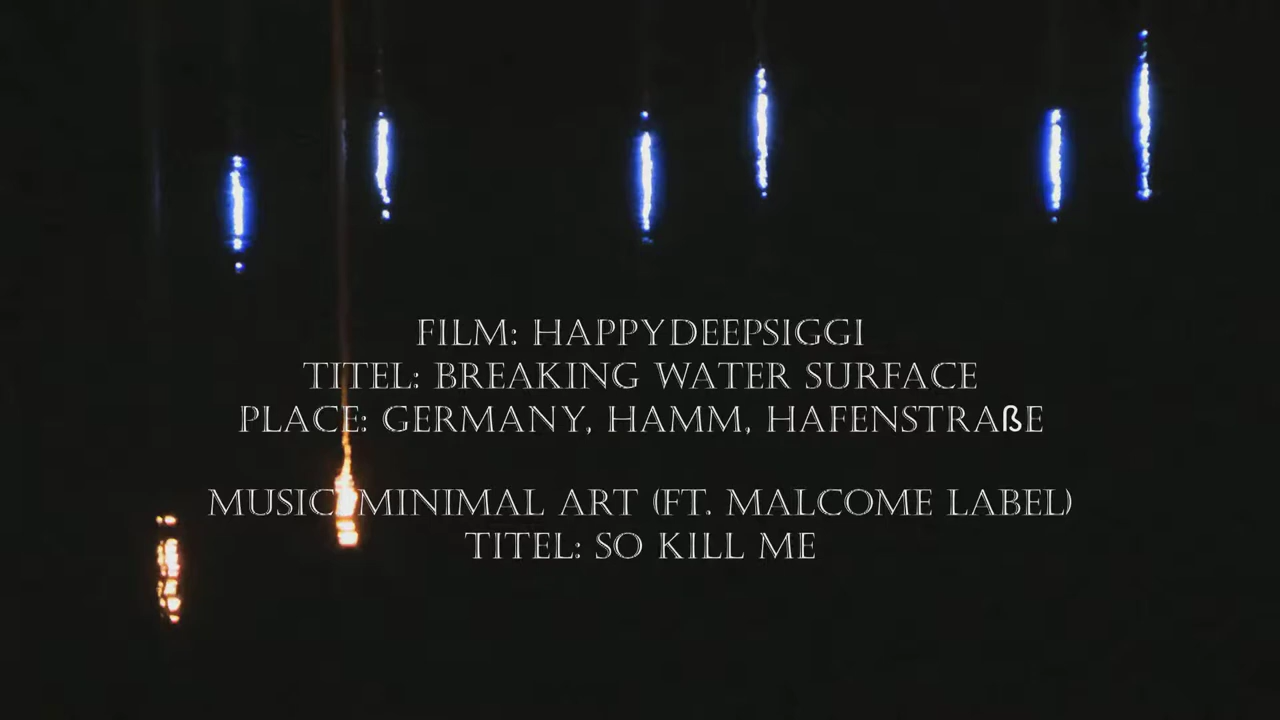 FILM: HAPPYDEEPSIGGI
TITEL: BREAKING WATER SURFACE
PLACE: GERMANY, HAMM, HAFENSTRAßE
MUSIC: MINIMAL ART (FT. MALCOME LABEL)
TITEL: SO KILL ME